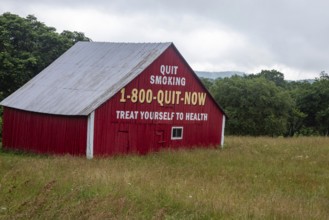 QUIT
SMOKING
1-800-QUIT-NOW
TREAT YOURSELF TO HEALTH